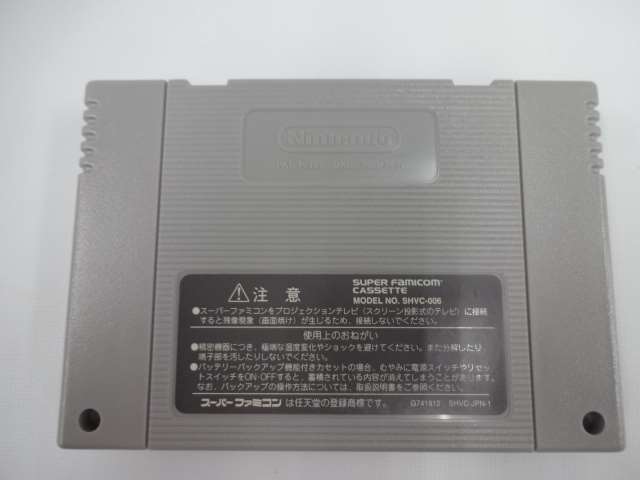 Nintendo
⚠注 意
SUPER FAMICOM
CASSETTE
MODEL NO. SHVC-006
●スーパーファミコンをプロジェクションテレビ(スクリーン投影式のテレビ)に接続
すると残像現象(画面焼け)が生じるため、接続しないでください。
使用上のおねがい
●精密機器につき、極端な温度変化やショックを避けてください。また分解したり
端子部を汚したりしないでください。
●バッテリーバックアップ機能付きカセットの場合、むやみに電源スイッチやリセッ
トスイッチをON・OFFすると、蓄積されている内容が消えてしまうことがあります。
なお、バックアップの操作方法については、取扱説明書をご参照ください。
スーパーファミコン は任天堂の登録商標です。
SHVC-JPN-1